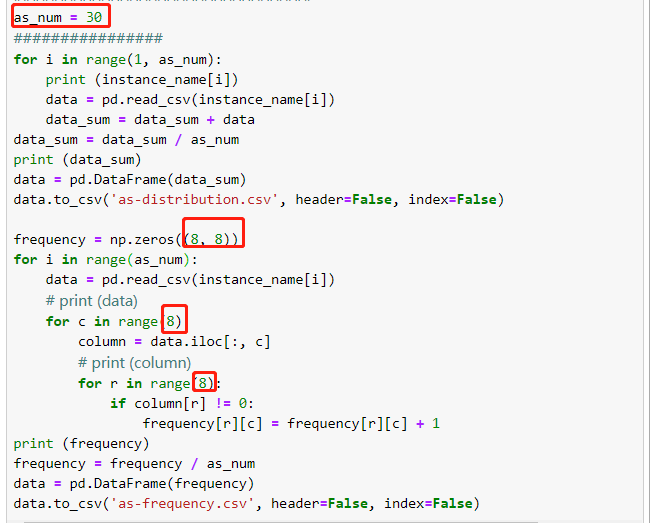 as_num = 30
################
for i in range(1, as_num):
    print (instance_name[i])
    data = pd.read_csv(instance_name[i])
    data_sum = data_sum + data
data_sum = data_sum / as_num
print (data_sum)
data = pd.DataFrame(data_sum)
data.to_csv('as-distribution.csv', header=False, index=False)

frequency = np.zeros((8, 8))
for i in range(as_num):
    data = pd.read_csv(instance_name[i])
    # print (data)
    for c in range(8)
        column = data.iloc[:, c]
        # print (column)
        for r in range(8):
            if column[r] != 0:
                frequency[r][c] = frequency[r][c] + 1
print (frequency)
frequency = frequency / as_num
data = pd.DataFrame(frequency)
data.to_csv('as-frequency.csv', header=False, index=False)